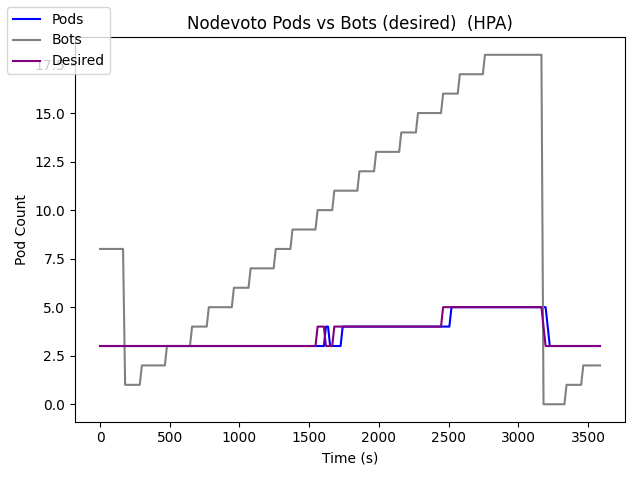 Nodevoto Pods vs Bots (desired)  (HPA)
Pods
Bots
Desired
17.5
15.0
12.5
10.0
7.5
5.0
2.5
0.0
Pod Count
0 500 1000 1500 2000 2500 3000 3500
Time (s)